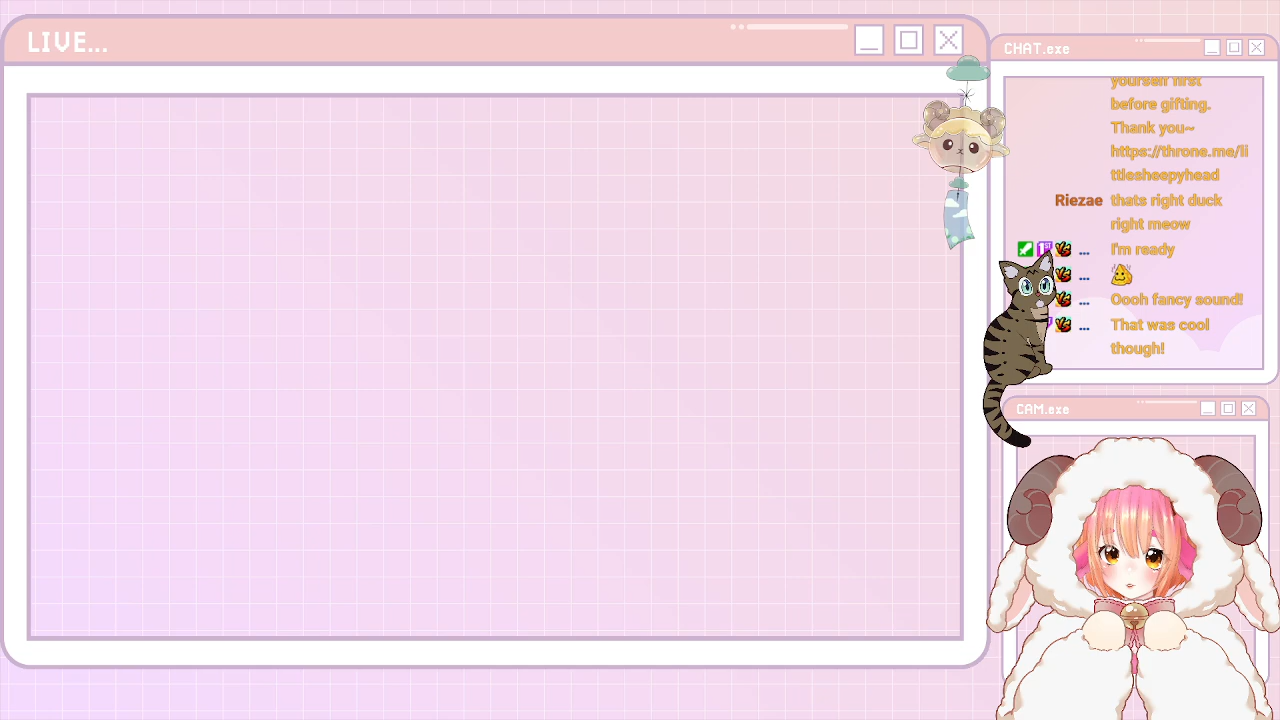 LIVE...
CHAT.exe
yourself first
before gifting.
Thank you~
https://throne.me/li
ttlesheepyhead
Riezae thats right duck
right meow
... I'm ready
...
... Oooh fancy sound!
... That was cool
though!
CAM.exe